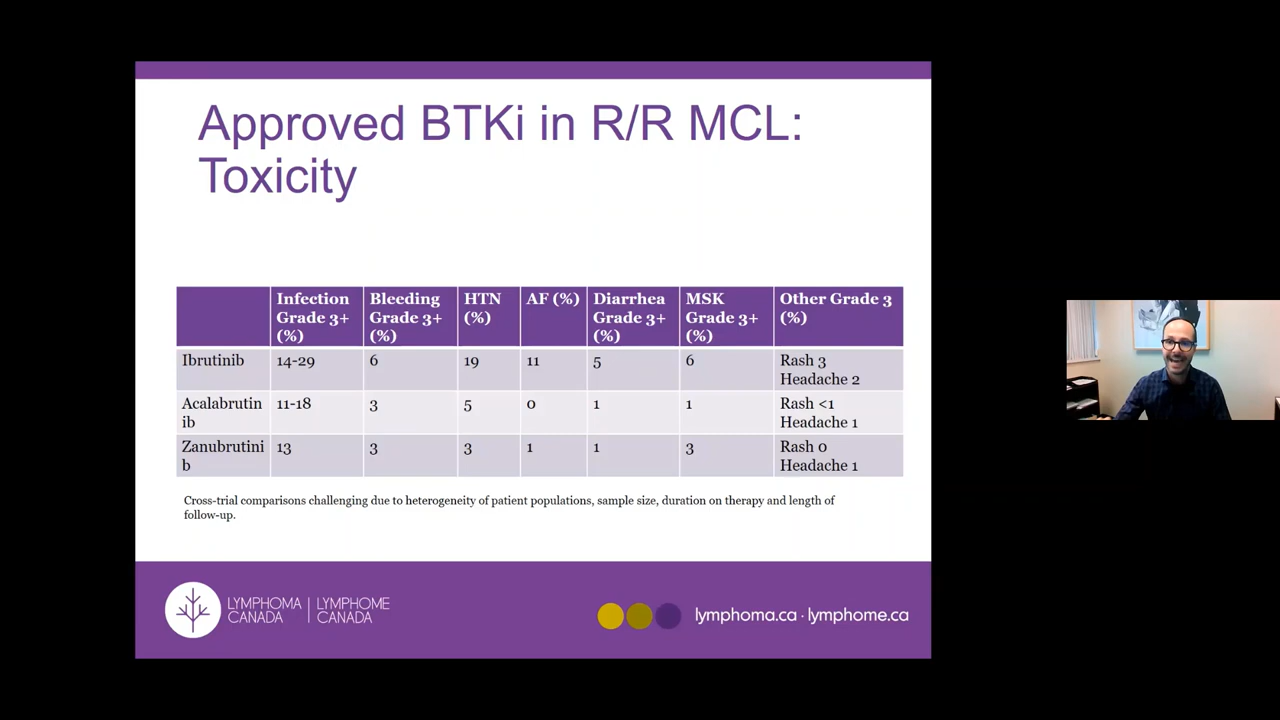 Approved BTKi in R/R MCL:
Toxicity
Infection Grade 3+ (%)
Bleeding Grade 3+ (%)
HTN (%)
AF (%)
Diarrhea Grade 3+ (%)
MSK Grade 3+ (%)
Other Grade 3 (%)
Ibrutinib 14-29 6 19 11 5 6 Rash 3
Headache 2
Acalabrutin
ib 11-18 3 5 0 1 1 Rash <1
Headache 1
Zanubrutini
b 13 3 3 1 1 3 Rash 0
Headache 1
Cross-trial comparisons challenging due to heterogeneity of patient populations, sample size, duration on therapy and length of
follow-up.
LYMPHOMA CANADA | LYMPHOME CANADA
lymphoma.ca · lymphome.ca